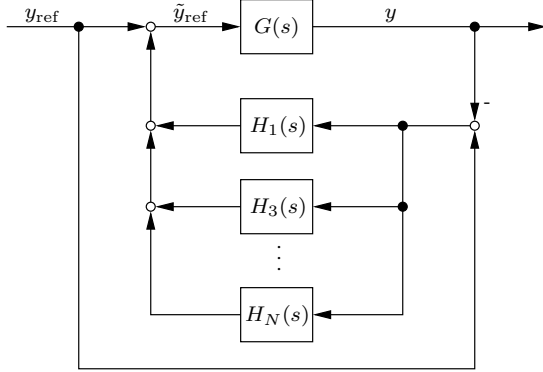 y_ref
ỹ_ref
G(s)
y
-
H_1(s)
H_3(s)
⋮
H_N(s)